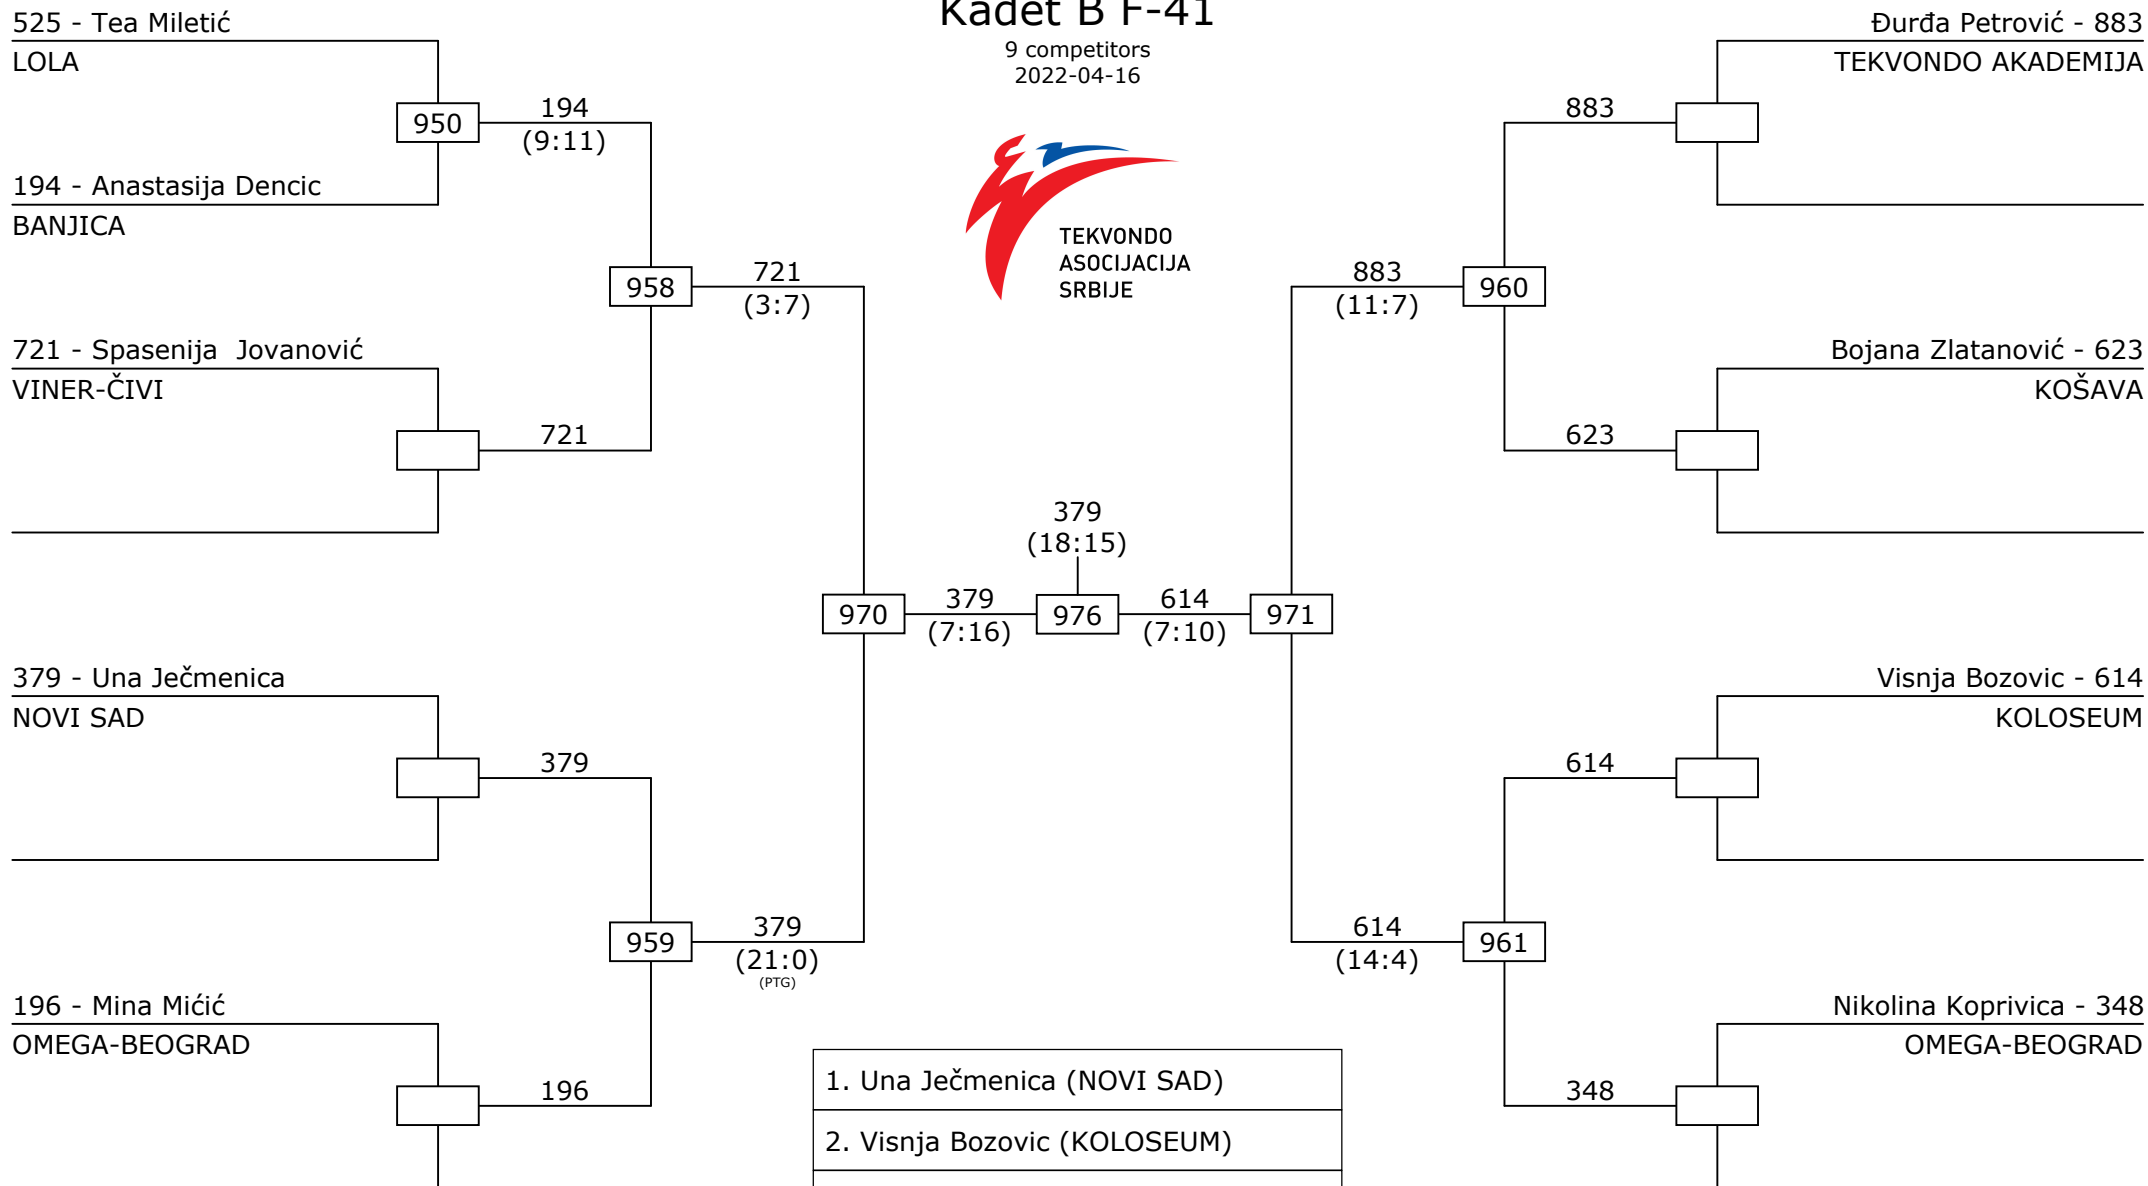 Kadet B F-41
9 competitors
2022-04-16
525 - Tea Miletić
LOLA
950
194
(9:11)
194 - Anastasija Dencic
BANJICA
958
721
(3:7)
721 - Spasenija  Jovanović
VINER-ČIVI
721
379 - Una Ječmenica
NOVI SAD
379
959
379
(21:0)
(PTG)
196 - Mina Mićić
OMEGA-BEOGRAD
196
970
379
(7:16)
379
(18:15)
976
614
(7:10)
971
TEKVONDO
ASOCIJACIJA
SRBIJE
Đurđa Petrović - 883
TEKVONDO AKADEMIJA
883
883
(11:7)
960
Bojana Zlatanović - 623
KOŠAVA
623
Visnja Bozovic - 614
KOLOSEUM
614
614
(14:4)
961
Nikolina Koprivica - 348
OMEGA-BEOGRAD
348
1. Una Ječmenica (NOVI SAD)
2. Visnja Bozovic (KOLOSEUM)